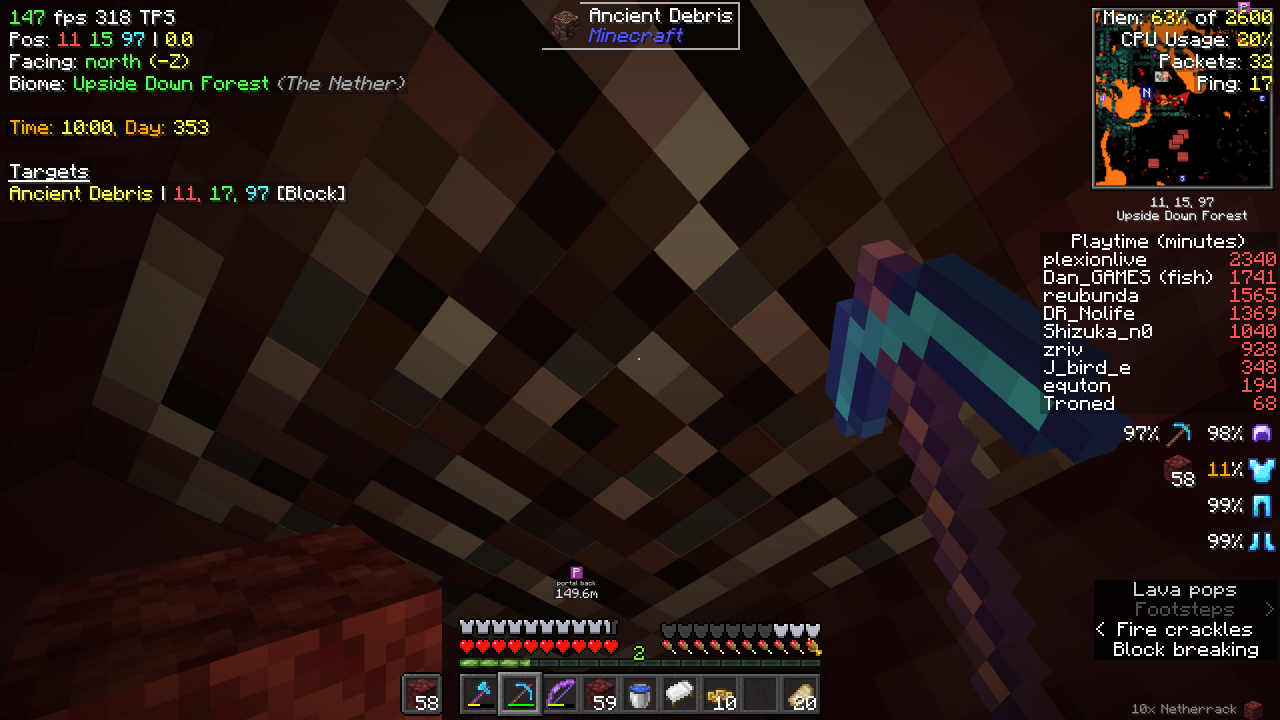 147 fps 318 TPS
Pos: 11 15 97 | 0.0
Facing: north (-Z)
Biome: Upside Down Forest (The Nether)
Time: 10:00, Day: 353
Targets
Ancient Debris | 11, 17, 97 [Block]
Ancient Debris
Minecraft
P
Mem: 63% of 2600
CPU Usage: 20%
Packets: 32
Ping: 17
N
11, 15, 97
Upside Down Forest
Playtime (minutes)
plexionlive 2340
Dan_GAMES (fish) 1741
reubunda 1565
DR_Nolife 1369
Shizuka_n0 1040
zriv 928
J_bird_e 348
equton 194
Troned 68
97% 98%
58 11%
99%
99%
P
portal back
149.6m
Lava pops
Footsteps >
< Fire crackles
Block breaking
2
58 59 10 20
10x Netherrack